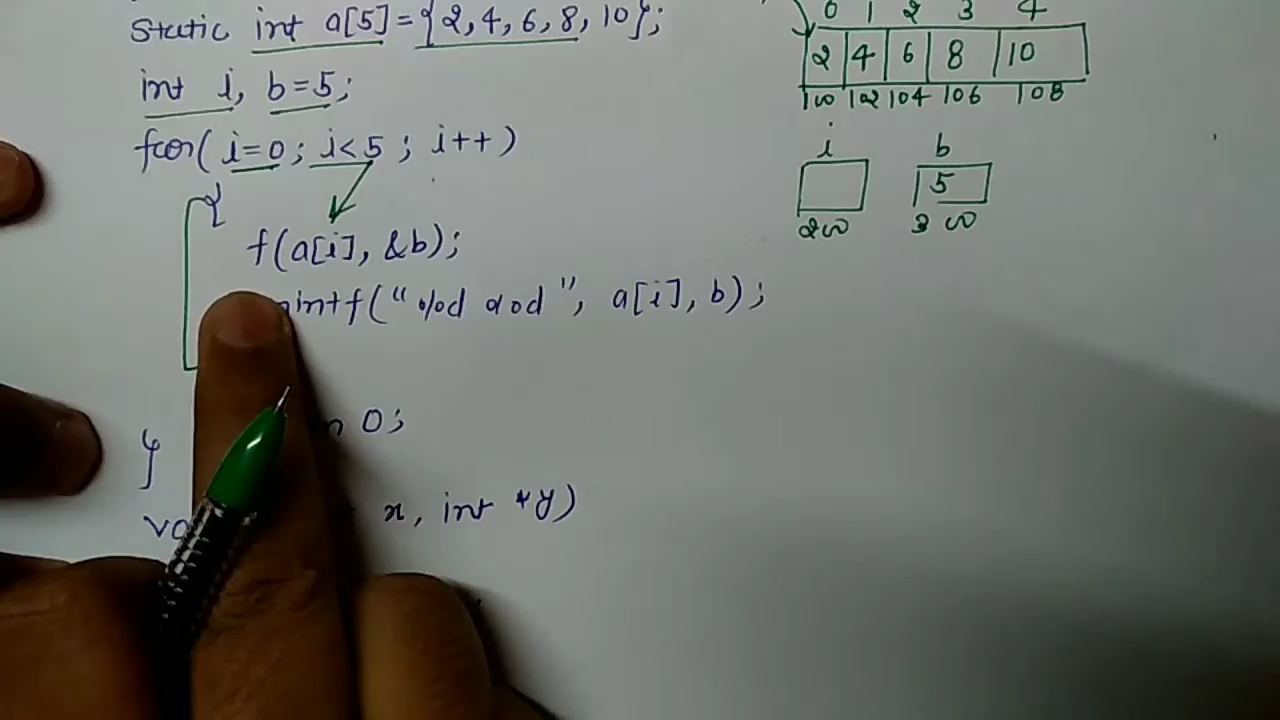 Static int a[5]={2,4,6,8,10};
int i, b=5;
for(i=0; i<5; i++)
{
f(a[i], &b);
printf("%d %d", a[i], b);
0;
}
x, int *y)
0 1 2 3 4
2 4 6 8 10
100 102 104 106 108
i b
5
200 300